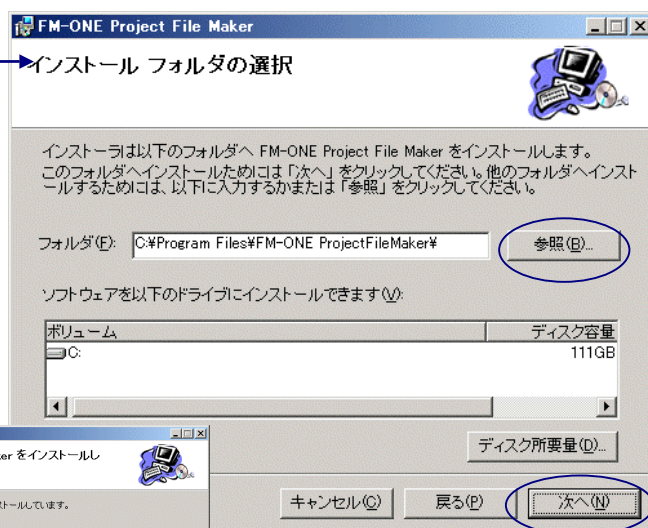 FM-ONE Project File Maker
インストール フォルダの選択
インストーラは以下のフォルダへ FM-ONE Project File Maker をインストールします。
このフォルダへインストールためには「次へ」をクリックしてください。他のフォルダへインスト
ールするためには、以下に入力するかまたは「参照」をクリックしてください。
フォルダ(F): C:¥Program Files¥FM-ONE ProjectFileMaker¥ 参照(B)...
ソフトウェアを以下のドライブにインストールできます(V):
ボリューム ディスク容量
C: 111GB
ディスク所要量(D)...
ker をインストールし
ストールしています。
キャンセル(C) 戻る(P) 次へ(N)